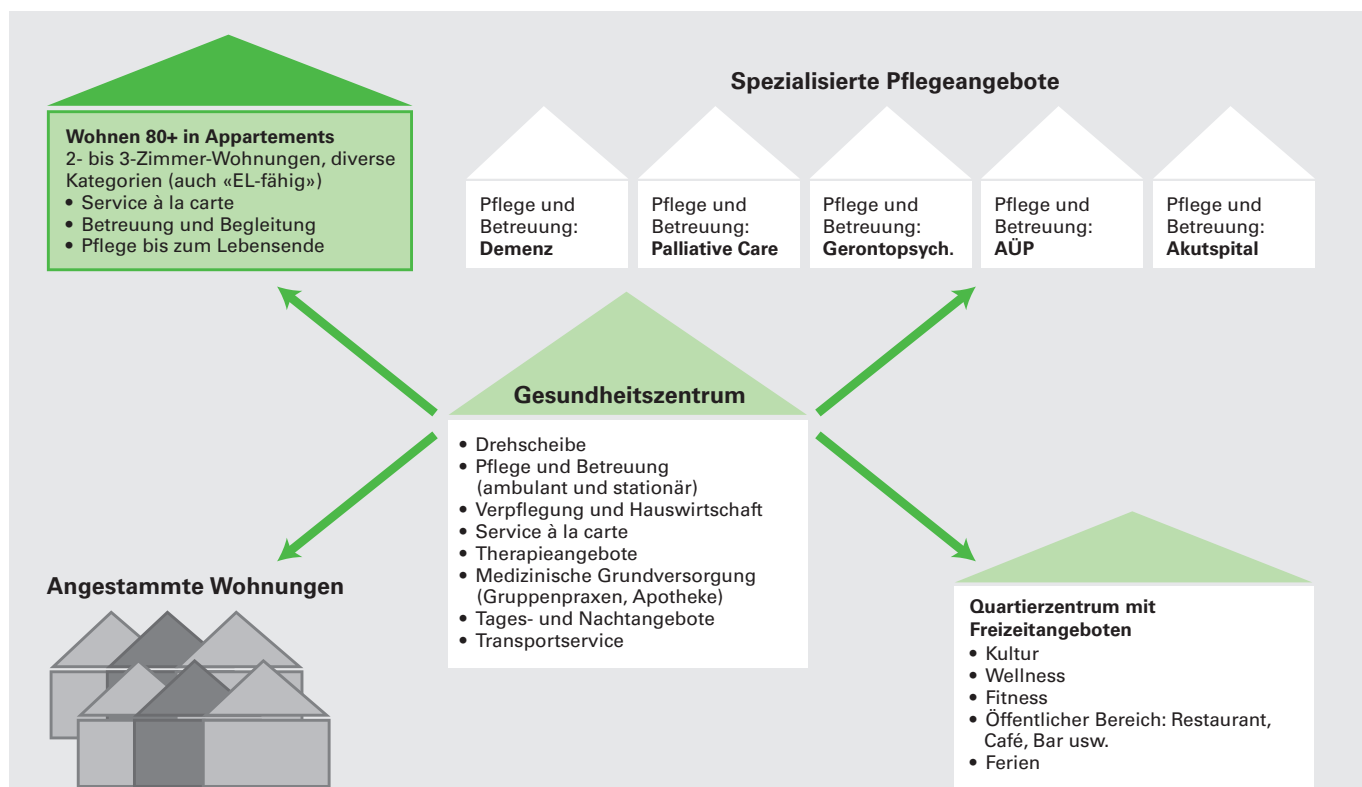 Wohnen 80+ in Appartements
2- bis 3-Zimmer-Wohnungen, diverse
Kategorien (auch «EL-fähig»)
• Service à la carte
• Betreuung und Begleitung
• Pflege bis zum Lebensende
Spezialisierte Pflegeangebote
Pflege und
Betreuung:
Demenz
Pflege und
Betreuung:
Palliative Care
Pflege und
Betreuung:
Gerontopsych.
Pflege und
Betreuung:
AÜP
Pflege und
Betreuung:
Akutspital
Gesundheitszentrum
• Drehscheibe
• Pflege und Betreuung
(ambulant und stationär)
• Verpflegung und Hauswirtschaft
• Service à la carte
• Therapieangebote
• Medizinische Grundversorgung
(Gruppenpraxen, Apotheke)
• Tages- und Nachtangebote
• Transportservice
Angestammte Wohnungen
Quartierzentrum mit
Freizeitangeboten
• Kultur
• Wellness
• Fitness
• Öffentlicher Bereich: Restaurant,
Café, Bar usw.
• Ferien